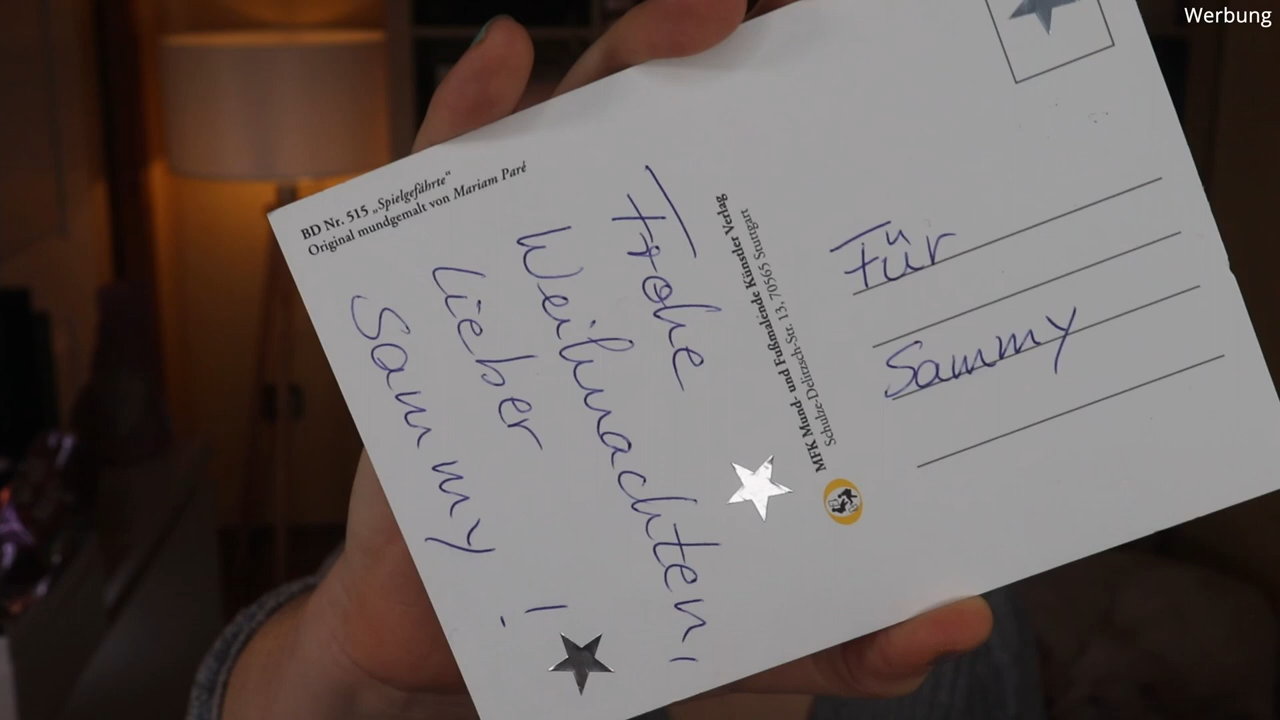 Werbung
BD Nr. 515 „Spielgefährte“
Original mundgemalt von Mariam Paré
Frohe
Weihnachten,
lieber
Sammy!
MFK Mund- und Fußmalende Künstler Verlag
Schulze-Delitzsch-Str. 13, 70565 Stuttgart
Für
Sammy